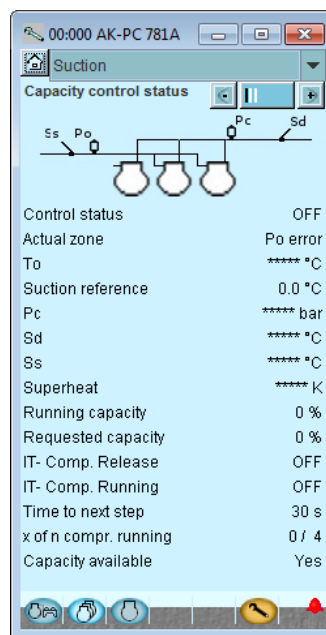 00:000 AK-PC 781A
Suction
Capacity control status
Ss Po Pc Sd
Control status OFF
Actual zone Po error
To ***** °C
Suction reference 0.0 °C
Pc ***** bar
Sd ***** °C
Ss ***** °C
Superheat ***** K
Running capacity 0 %
Requested capacity 0 %
IT- Comp. Release OFF
IT- Comp. Running OFF
Time to next step 30 s
x of n compr. running 0 / 4
Capacity available Yes